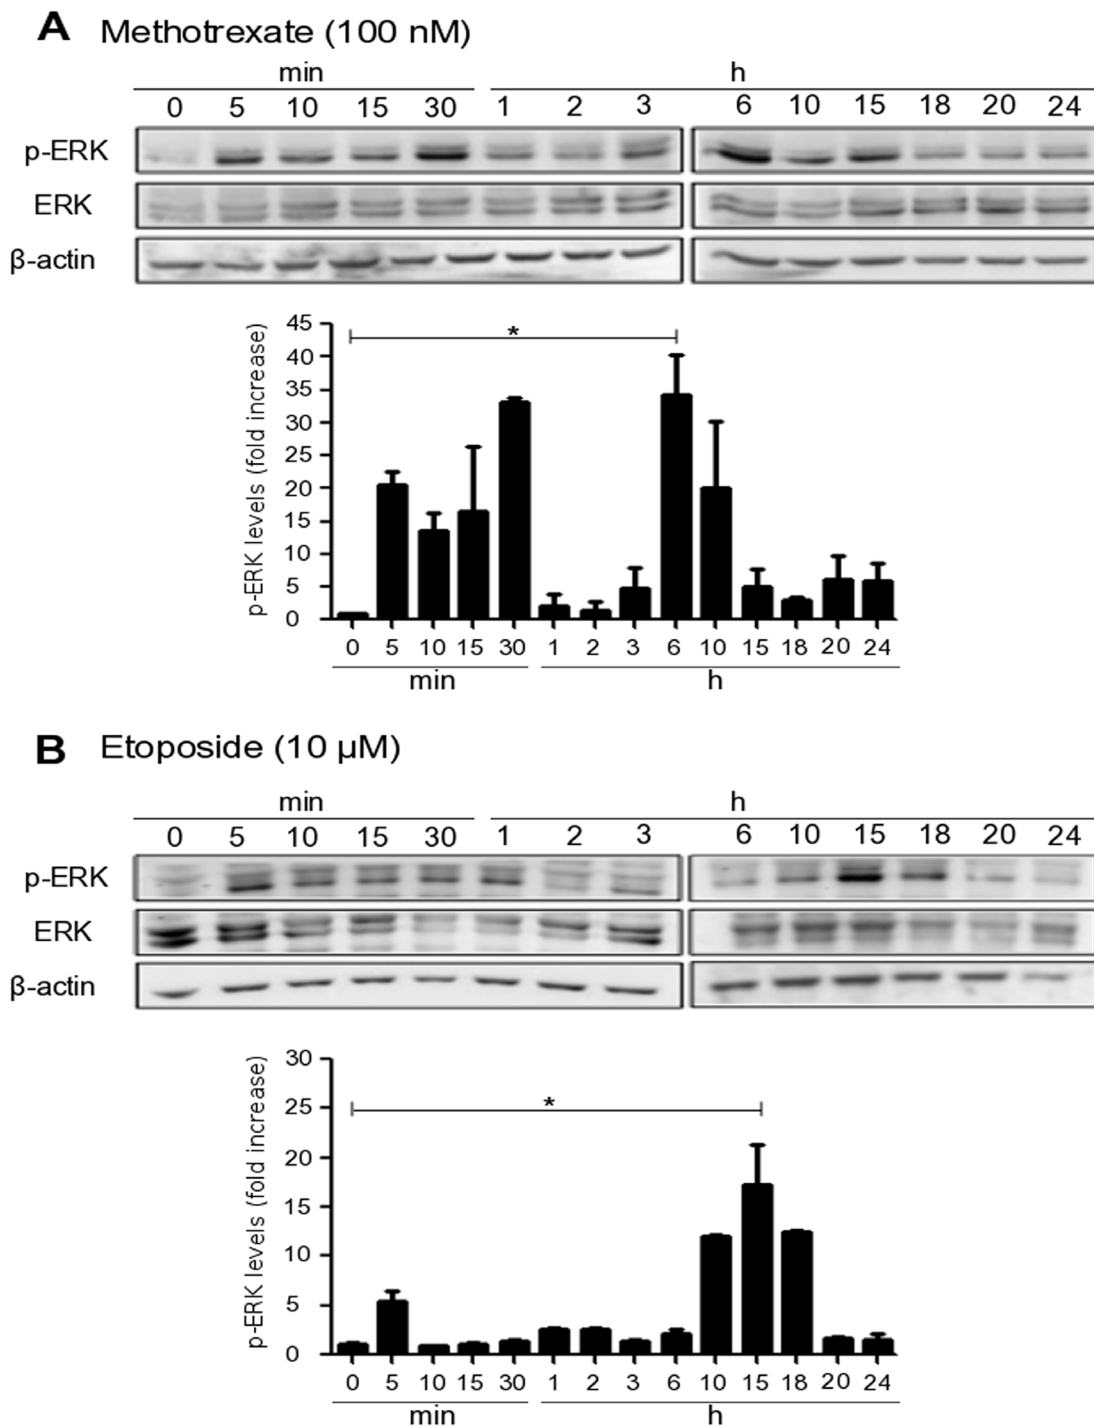 A Methotrexate (100 nM)
min h
0 5 10 15 30 1 2 3 6 10 15 18 20 24
p-ERK
ERK
β-actin
p-ERK levels (fold increase)
45
40
35
30
25
20
15
10
5
0
*
0 5 10 15 30 1 2 3 6 10 15 18 20 24
min h
B Etoposide (10 µM)
min h
0 5 10 15 30 1 2 3 6 10 15 18 20 24
p-ERK
ERK
β-actin
p-ERK levels (fold increase)
30
25
20
15
10
5
0
*
0 5 10 15 30 1 2 3 6 10 15 18 20 24
min h